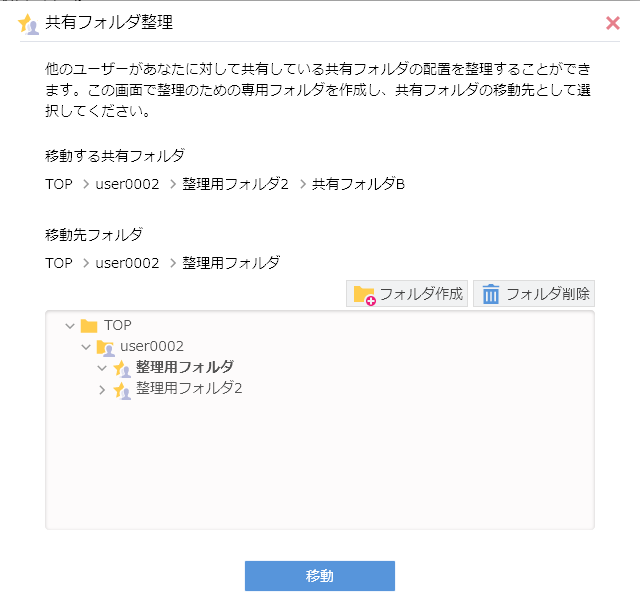 共有フォルダ整理
他のユーザーがあなたに対して共有している共有フォルダの配置を整理することができ
ます。この画面で整理のための専用フォルダを作成し、共有フォルダの移動先として選
択してください。
移動する共有フォルダ
TOP > user0002 > 整理用フォルダ2 > 共有フォルダB
移動先フォルダ
TOP > user0002 > 整理用フォルダ
フォルダ作成 フォルダ削除
TOP
user0002
整理用フォルダ
整理用フォルダ2
移動